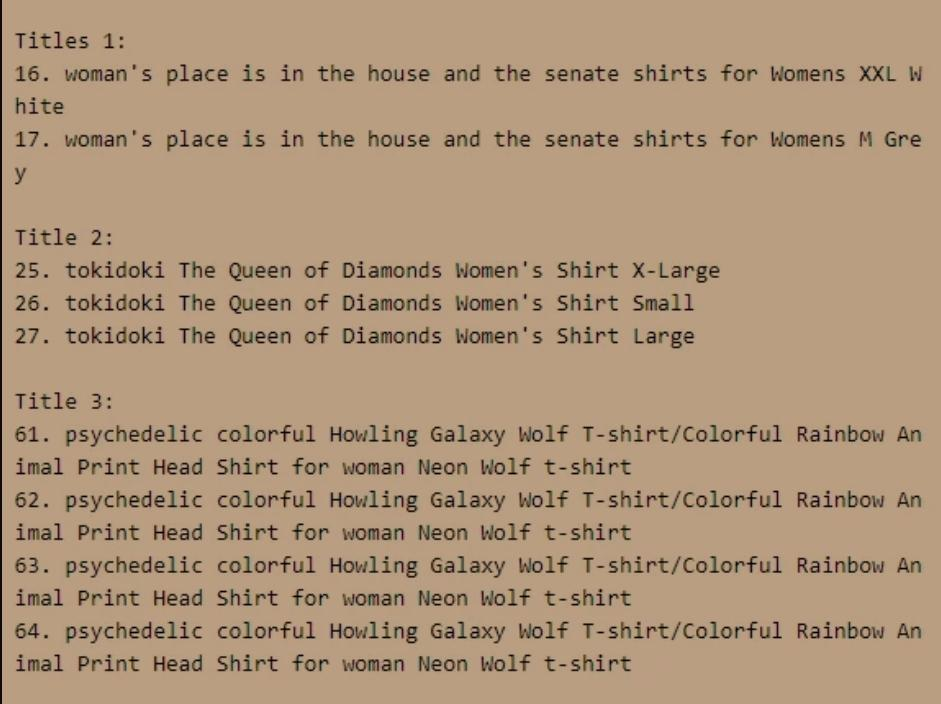 Titles 1:
16. woman's place is in the house and the senate shirts for Womens XXL W
hite
17. woman's place is in the house and the senate shirts for Womens M Gre
y
Title 2:
25. tokidoki The Queen of Diamonds Women's Shirt X-Large
26. tokidoki The Queen of Diamonds Women's Shirt Small
27. tokidoki The Queen of Diamonds Women's Shirt Large
Title 3:
61. psychedelic colorful Howling Galaxy Wolf T-shirt/Colorful Rainbow An
imal Print Head Shirt for woman Neon Wolf t-shirt
62. psychedelic colorful Howling Galaxy Wolf T-shirt/Colorful Rainbow An
imal Print Head Shirt for woman Neon Wolf t-shirt
63. psychedelic colorful Howling Galaxy Wolf T-shirt/Colorful Rainbow An
imal Print Head Shirt for woman Neon Wolf t-shirt
64. psychedelic colorful Howling Galaxy Wolf T-shirt/Colorful Rainbow An
imal Print Head Shirt for woman Neon Wolf t-shirt